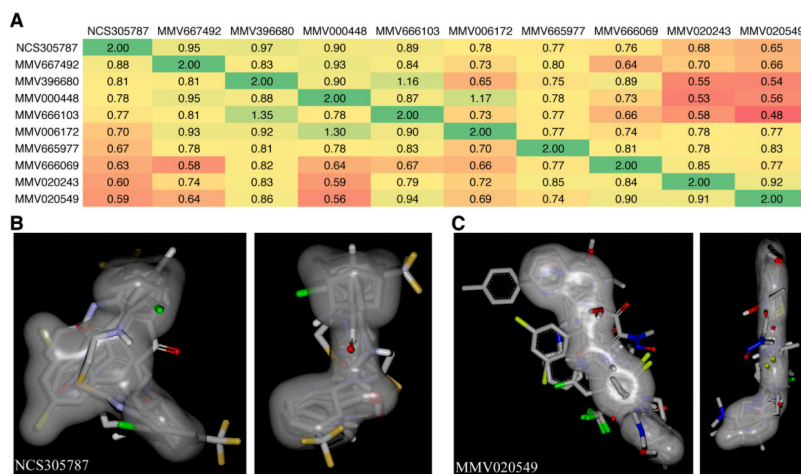 A
NCS305787 MMV667492 MMV396680 MMV000448 MMV666103 MMV006172 MMV665977 MMV666069 MMV020243 MMV020549
NCS305787 2.00 0.95 0.97 0.90 0.89 0.78 0.77 0.76 0.68 0.65
MMV667492 0.88 2.00 0.83 0.93 0.84 0.73 0.80 0.64 0.70 0.66
MMV396680 0.81 0.81 2.00 0.90 1.16 0.65 0.75 0.89 0.55 0.54
MMV000448 0.78 0.95 0.88 2.00 0.87 1.17 0.78 0.73 0.53 0.56
MMV666103 0.77 0.81 1.35 0.78 2.00 0.73 0.77 0.66 0.58 0.48
MMV006172 0.70 0.93 0.92 1.30 0.90 2.00 0.77 0.74 0.78 0.77
MMV665977 0.67 0.78 0.81 0.78 0.83 0.70 2.00 0.81 0.78 0.83
MMV666069 0.63 0.58 0.82 0.64 0.67 0.66 0.77 2.00 0.85 0.77
MMV020243 0.60 0.74 0.83 0.59 0.79 0.72 0.85 0.84 2.00 0.92
MMV020549 0.59 0.64 0.86 0.56 0.94 0.69 0.74 0.90 0.91 2.00
B
C
NCS305787
MMV020549